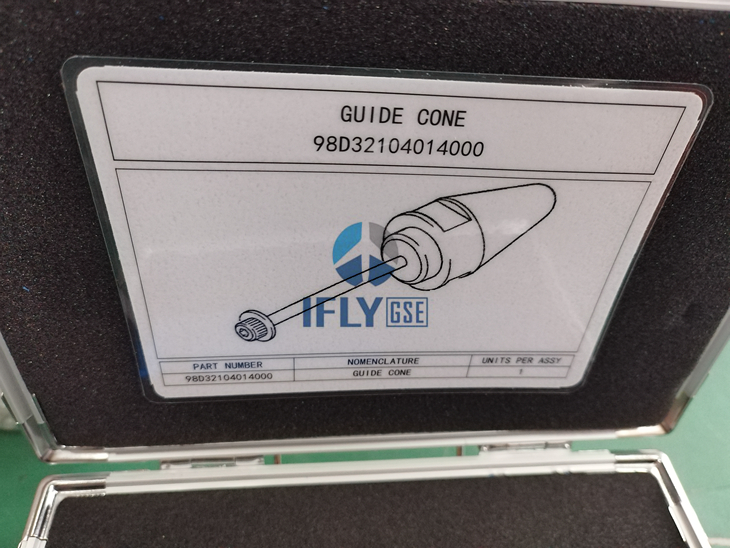 GUIDE CONE
98D32104014000
IFLY GSE
PART NUMBER NOMENCLATURE UNITS PER ASSY
98D32104014000 GUIDE CONE 1